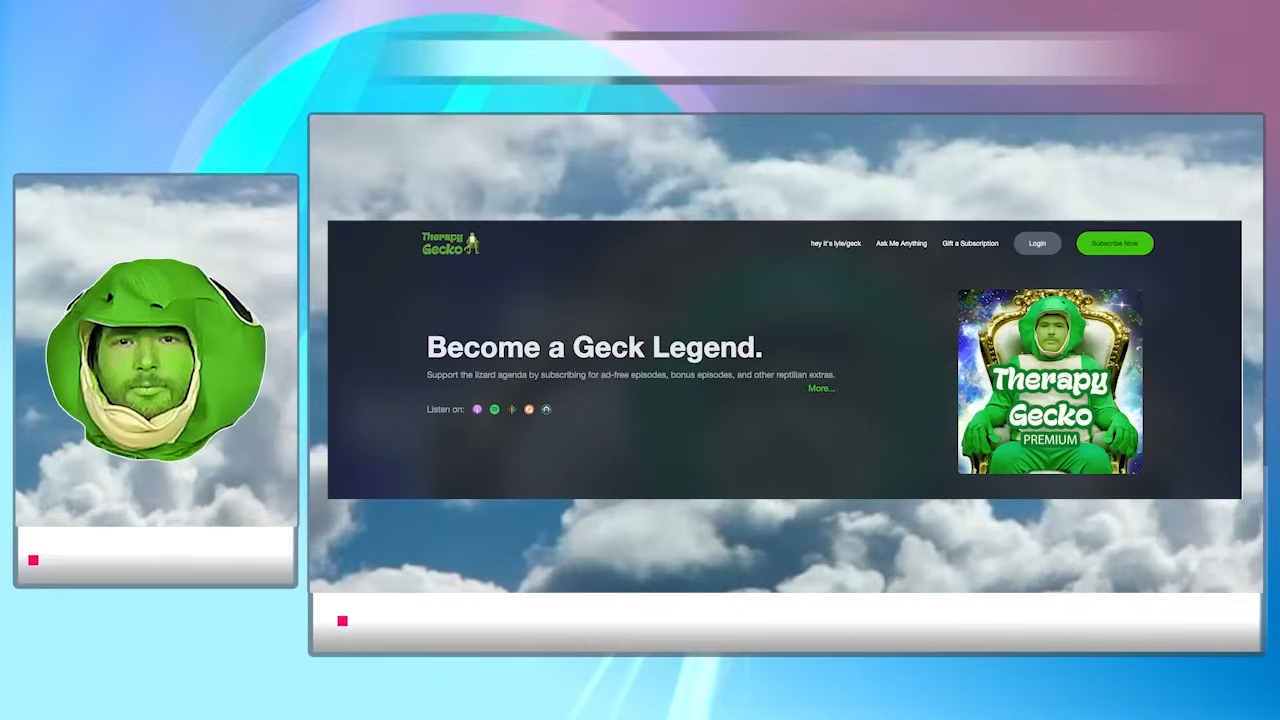 Therapy
Gecko
hey it's lyle/geck
Ask Me Anything
Gift a Subscription
Login
Subscribe Now
Become a Geck Legend.
Support the lizard agenda by subscribing for ad-free episodes, bonus episodes, and other reptilian extras.
More...
Listen on:
Therapy
Gecko
PREMIUM